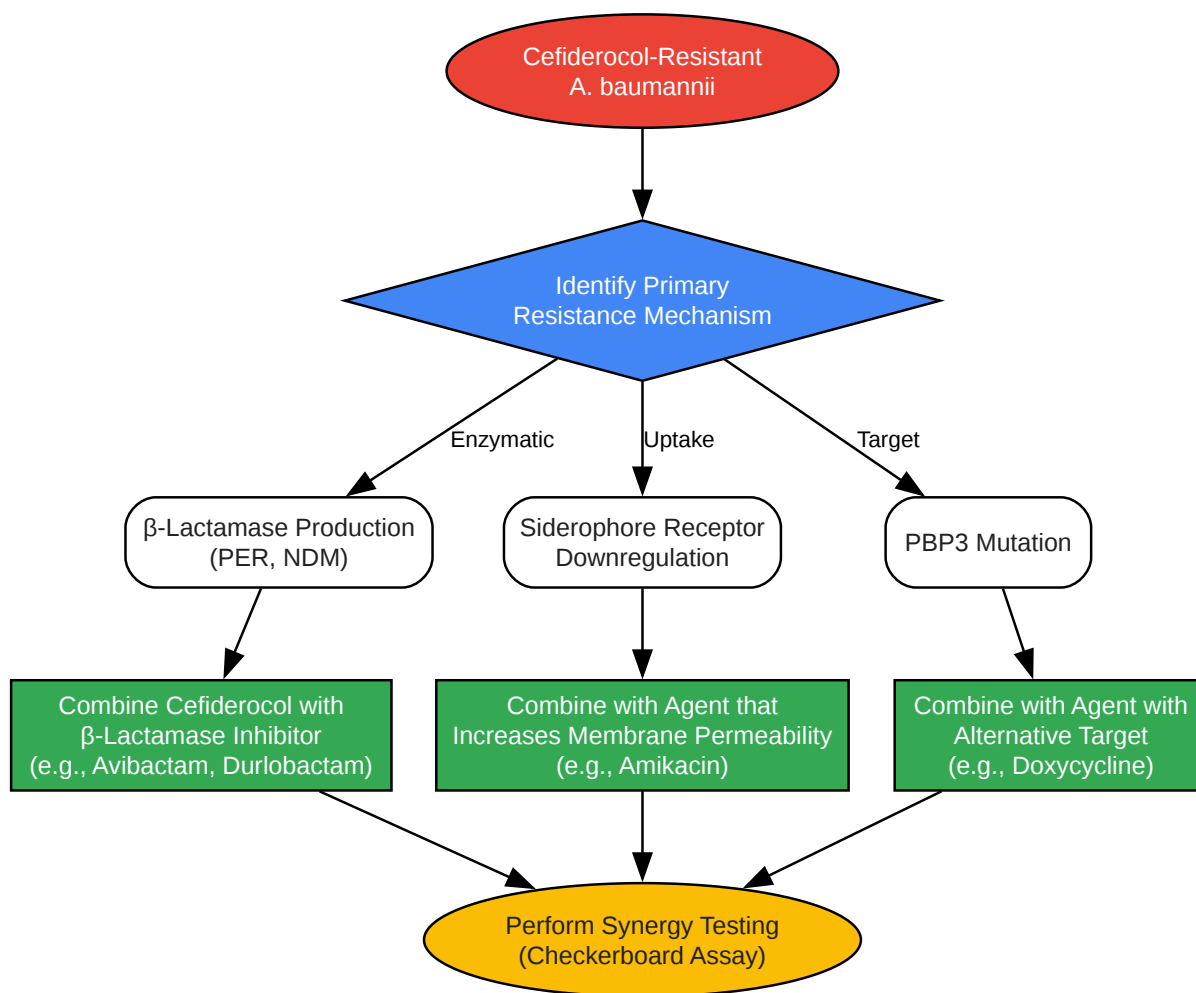 Cefiderocol-Resistant
A. baumannii
Identify Primary
Resistance Mechanism
Enzymatic
Uptake
Target
β-Lactamase Production
(PER, NDM)
Siderophore Receptor
Downregulation
PBP3 Mutation
Combine Cefiderocol with
β-Lactamase Inhibitor
(e.g., Avibactam, Durlobactam)
Combine with Agent that
Increases Membrane Permeability
(e.g., Amikacin)
Combine with Agent with
Alternative Target
(e.g., Doxycycline)
Perform Synergy Testing
(Checkerboard Assay)